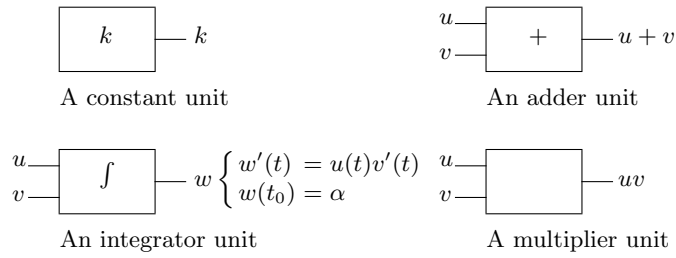 k k
u
v + u + v
A constant unit
An adder unit
u
v ∫ w { w′(t) = u(t)v′(t)
w(t₀) = α
u
v uv
An integrator unit
A multiplier unit